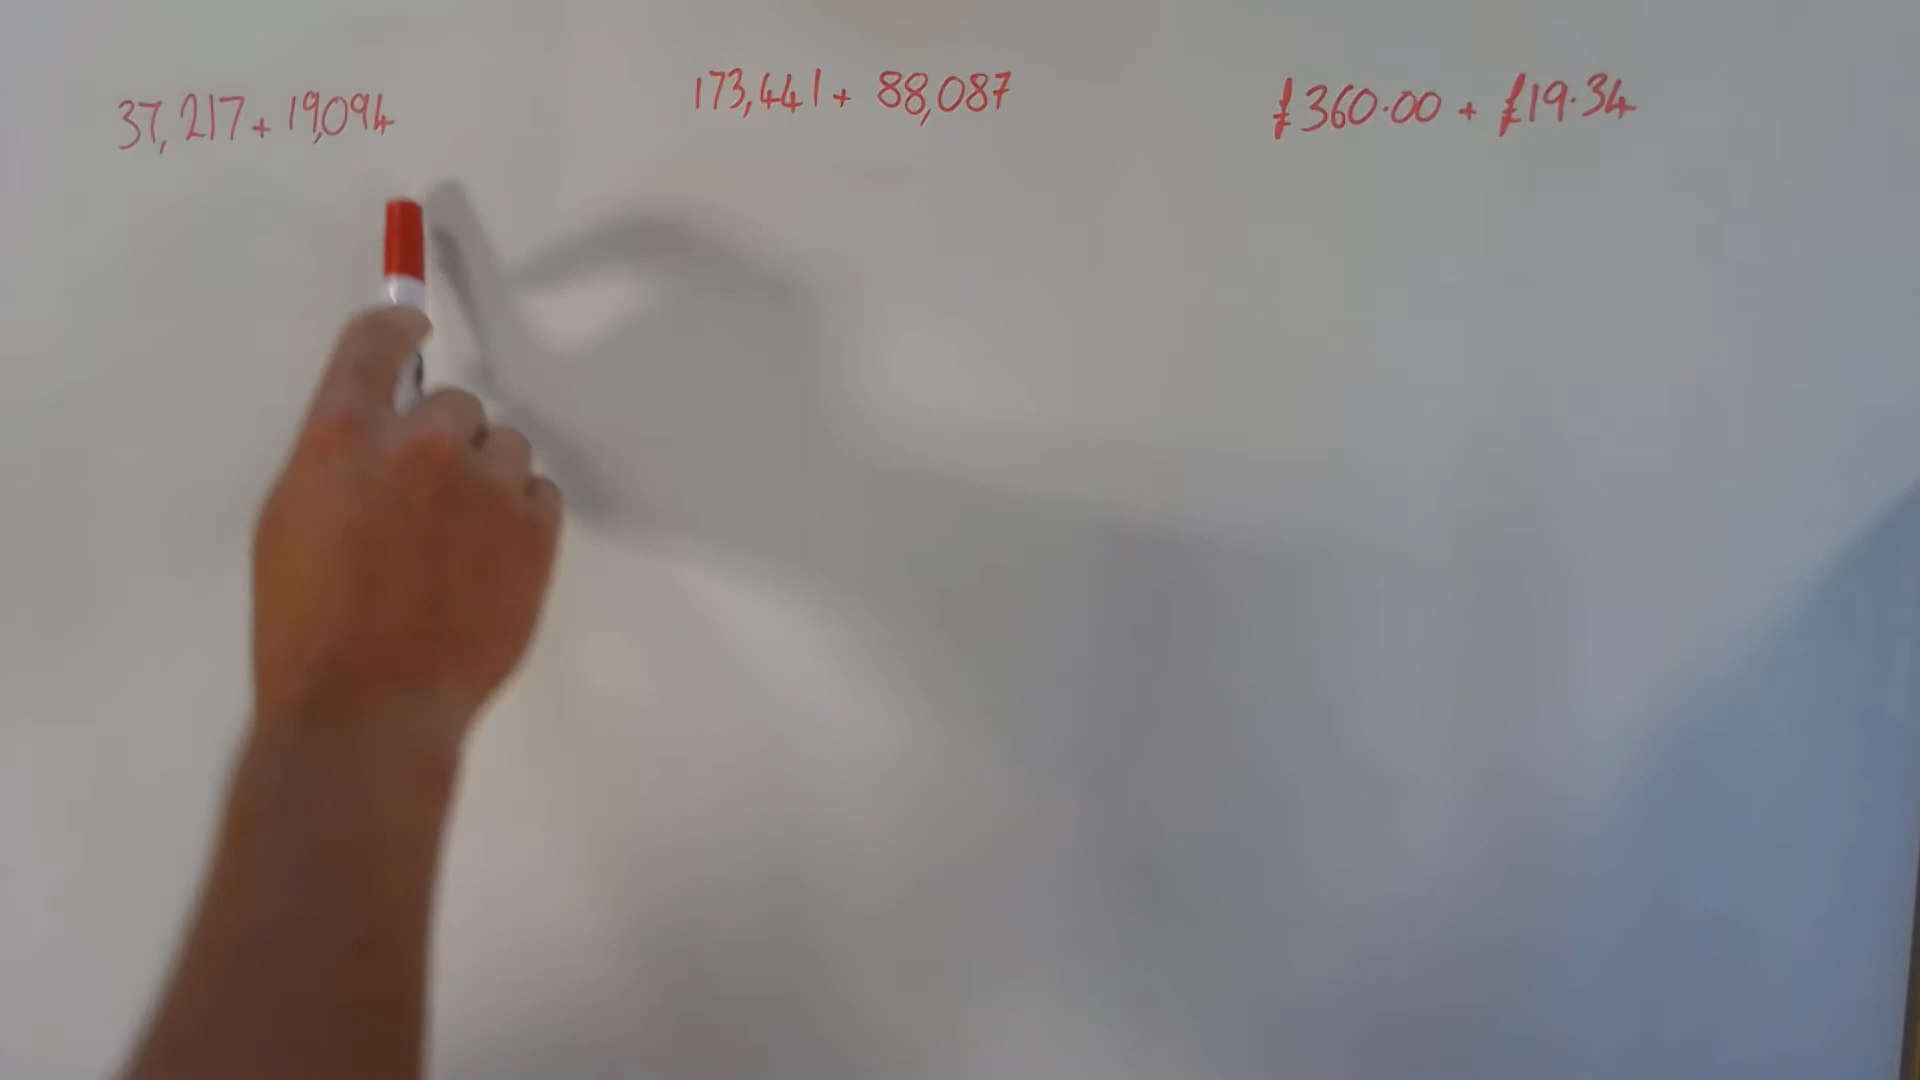 37,217 + 19,094
173,441 + 88,087
£360.00 + £19.34